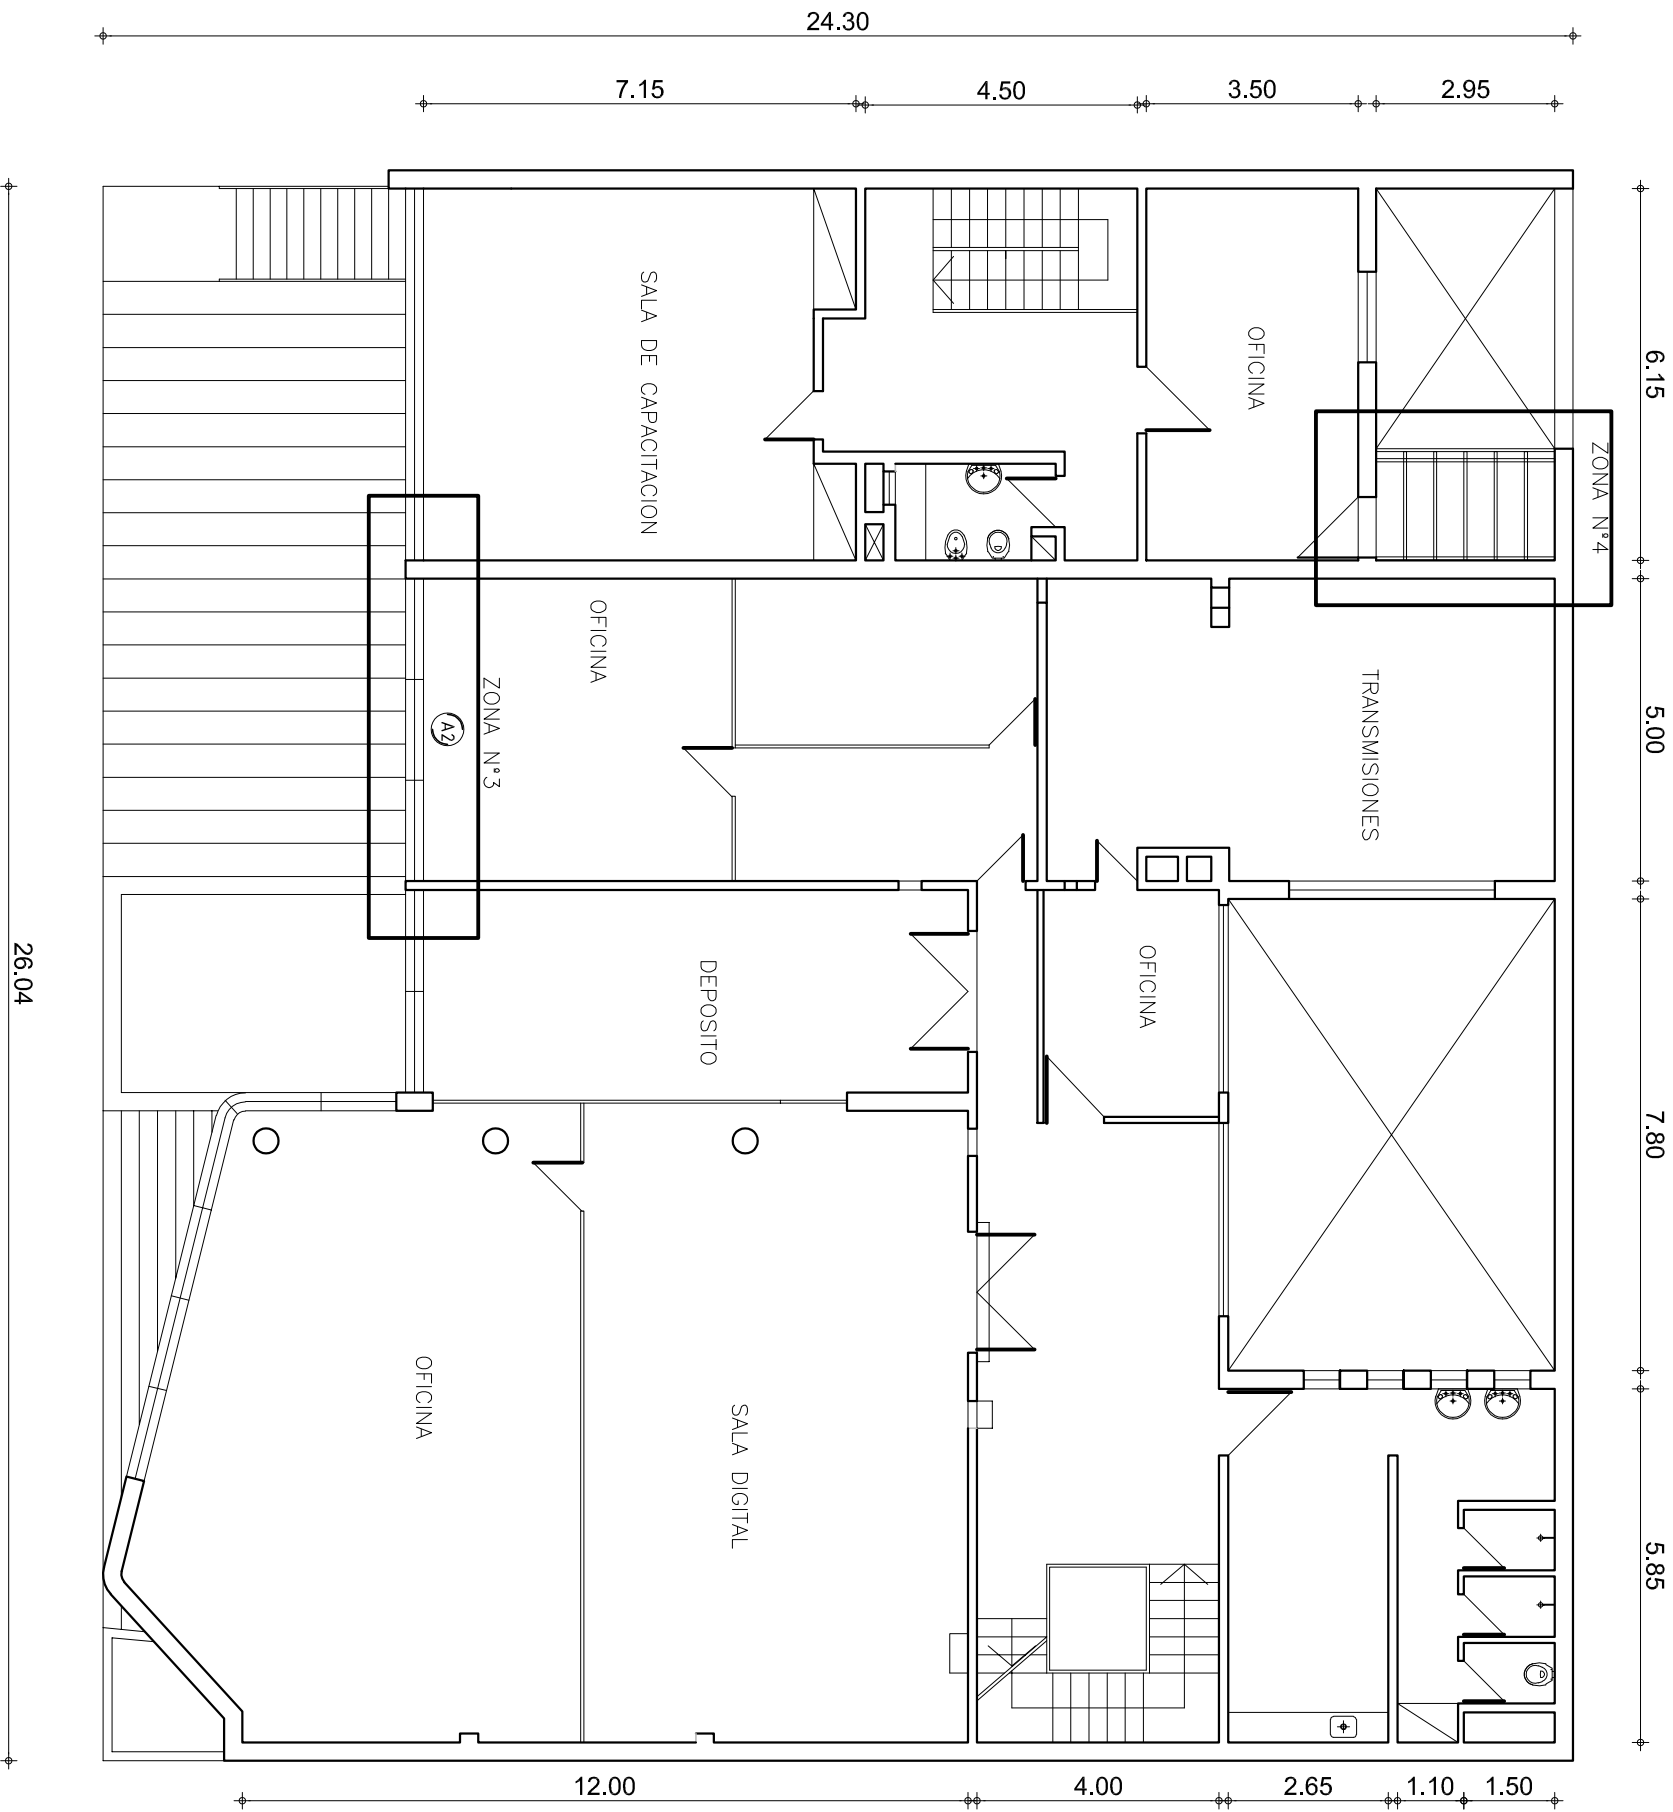 24.30
7.15
4.50
3.50
2.95
SALA DE CAPACITACION
OFICINA
6.15
ZONA N°4
OFICINA
ZONA N°3
A2
TRANSMISIONES
5.00
26.04
DEPOSITO
OFICINA
7.80
OFICINA
SALA DIGITAL
5.85
12.00
4.00
2.65
1.10
1.50